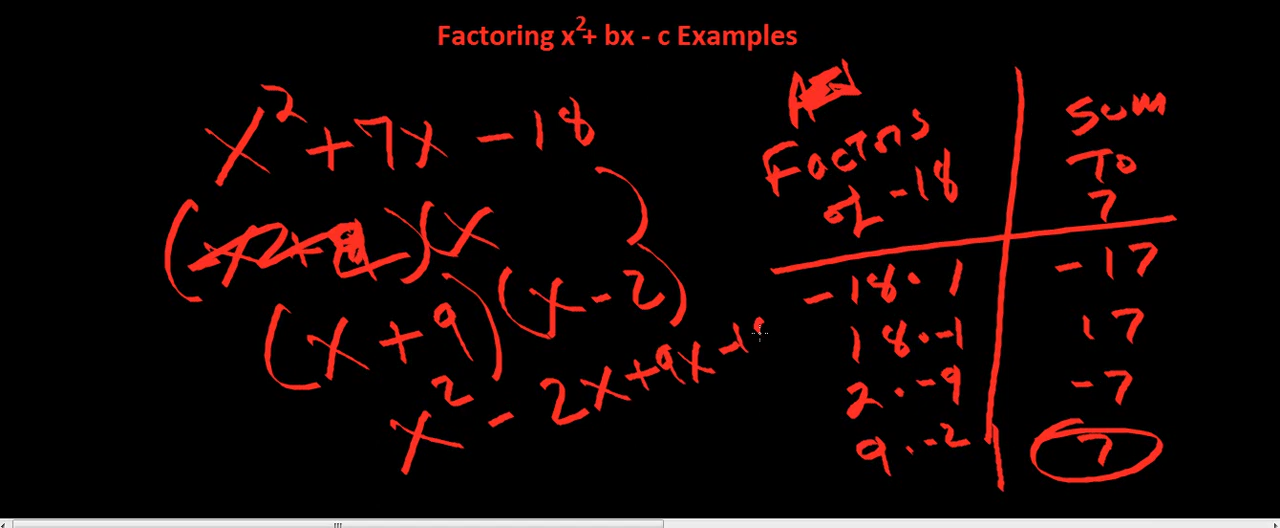 Factoring x²+ bx - c Examples
x² + 7x - 18
( )(x )
(x + 9)(x - 2)
x² - 2x + 9x - 1
Factors
of -18
Sum
To
7
-18 · 1
-17
18 · -1
17
2 · -9
-7
9 · -2
7